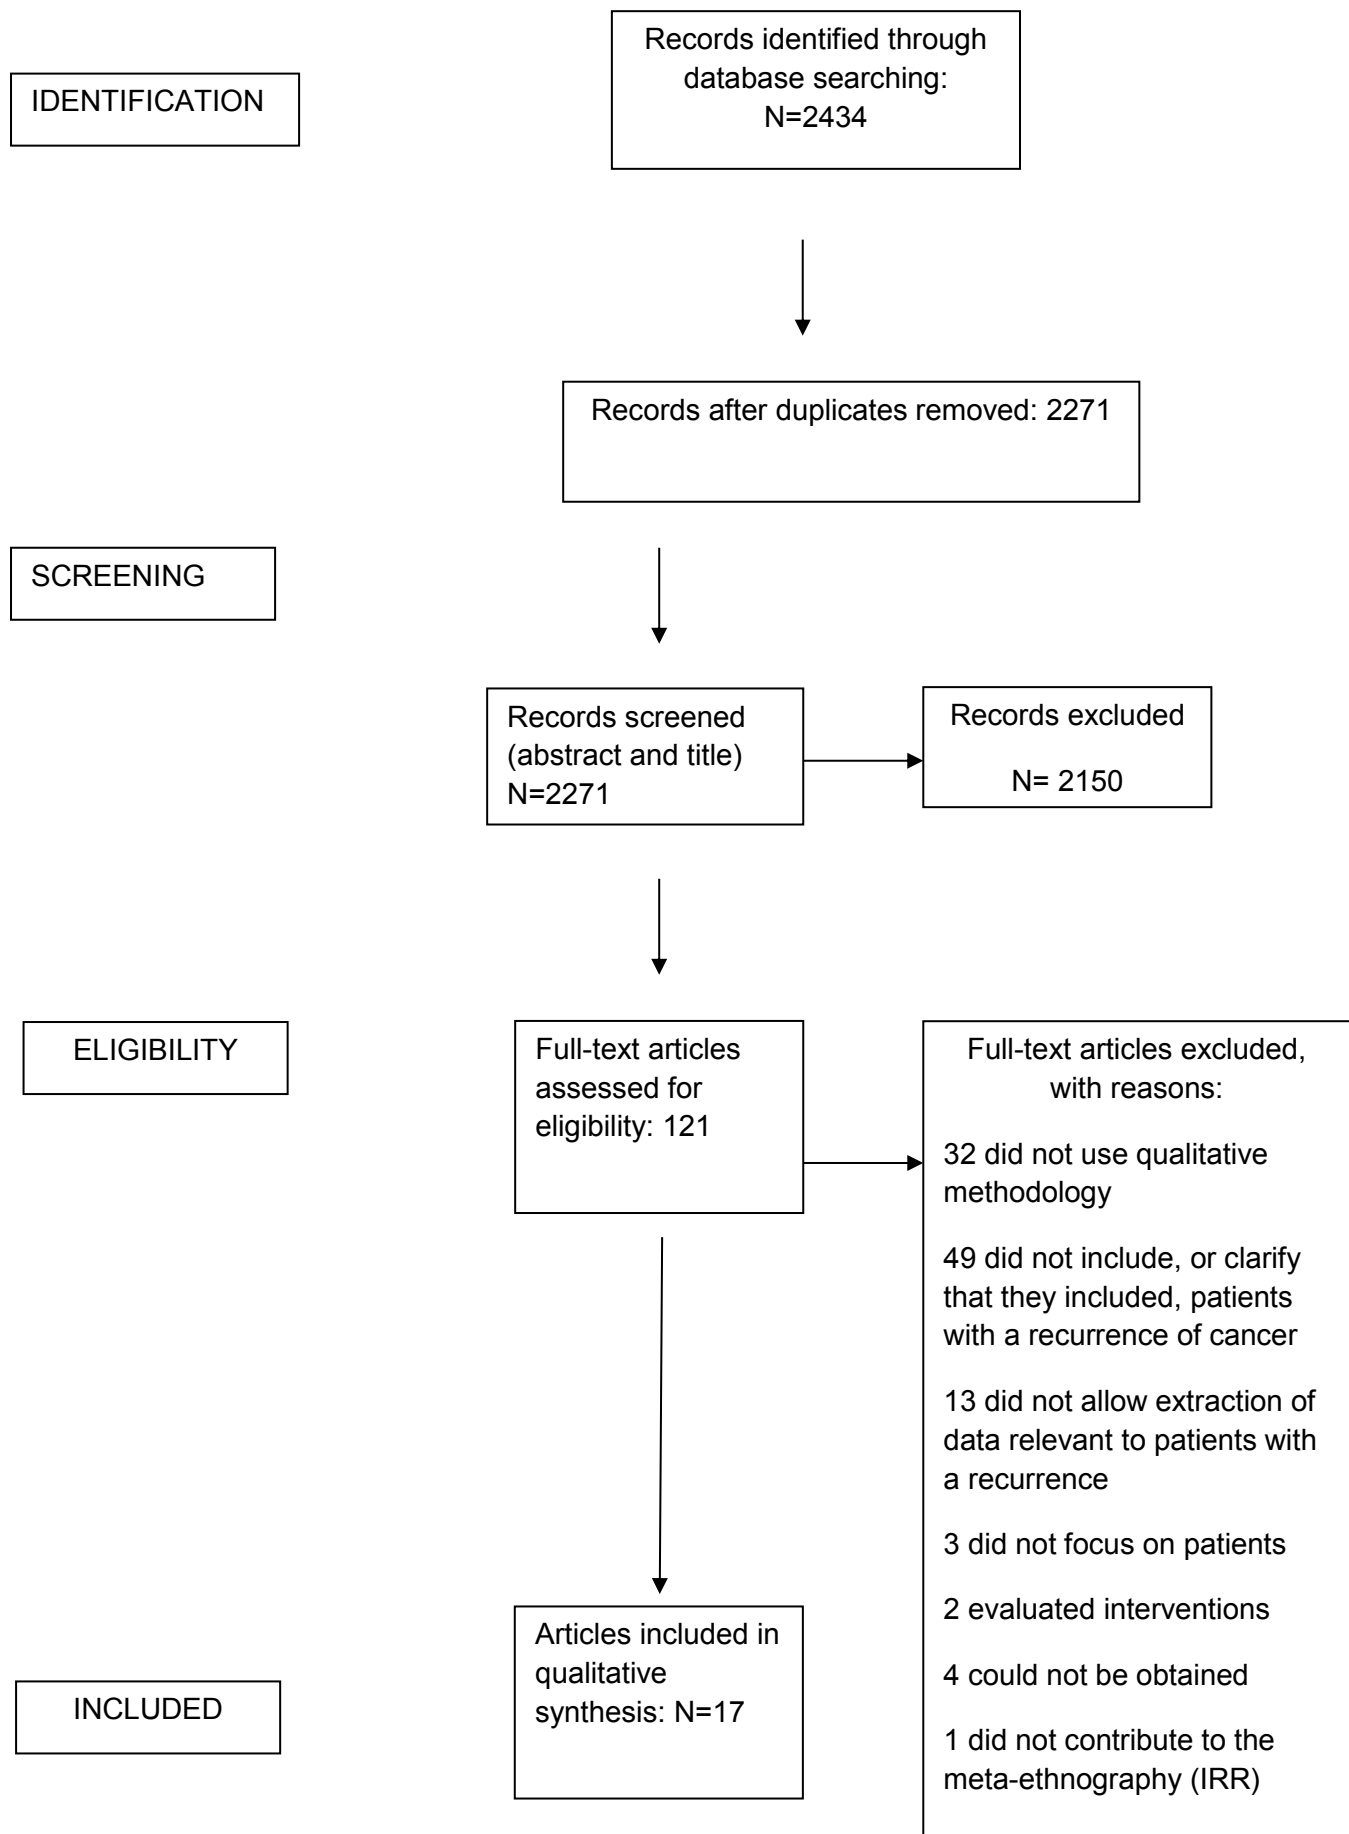 IDENTIFICATION
Records identified through
database searching:
N=2434
Records after duplicates removed: 2271
SCREENING
Records screened
(abstract and title)
N=2271
Records excluded
N= 2150
ELIGIBILITY
Full-text articles
assessed for
eligibility: 121
Full-text articles excluded,
with reasons:
32 did not use qualitative
methodology
49 did not include, or clarify
that they included, patients
with a recurrence of cancer
13 did not allow extraction of
data relevant to patients with
a recurrence
3 did not focus on patients
2 evaluated interventions
4 could not be obtained
1 did not contribute to the
meta-ethnography (IRR)
INCLUDED
Articles included in
qualitative
synthesis: N=17